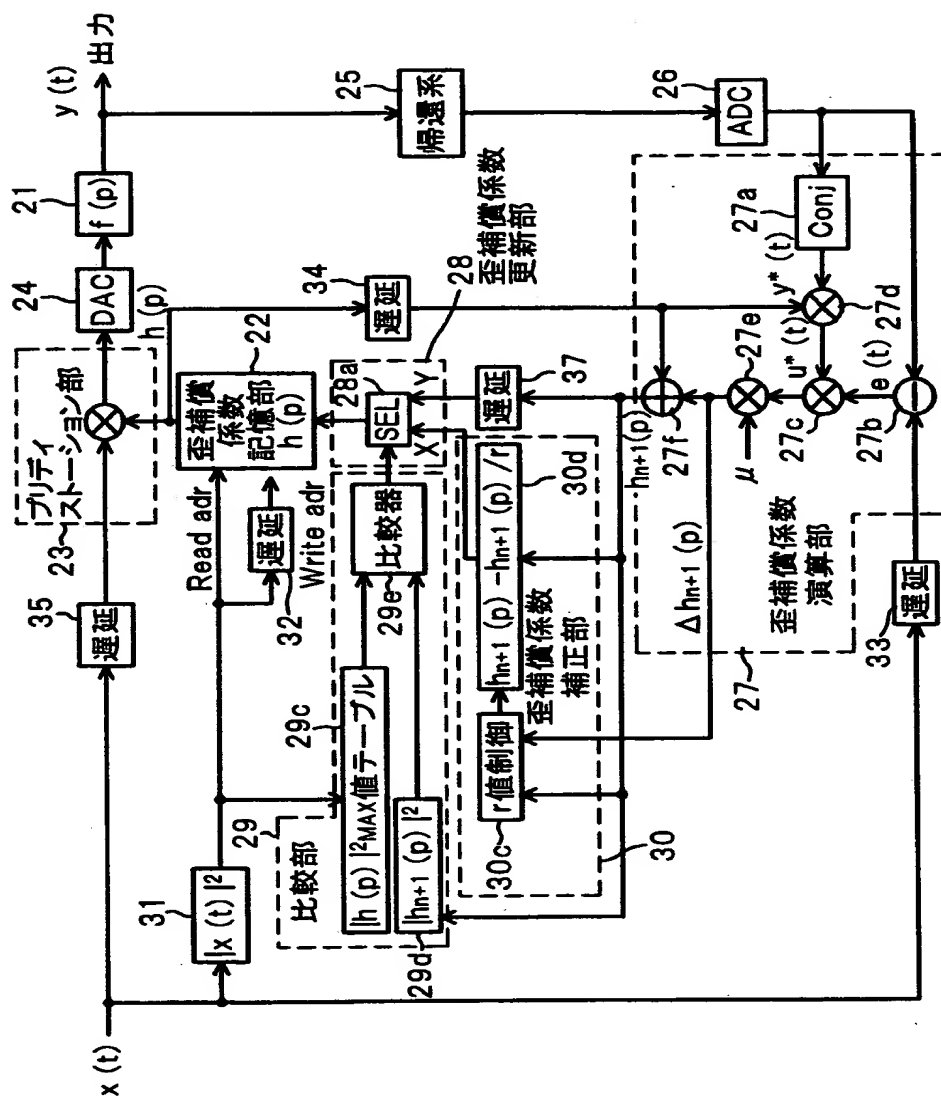 x(t)
35
遅延
23
プリディ
ストーション部
24
DAC
21
f(p)
y(t)
出力
h(p)
31
|x(t)|²
Read adr
32
遅延
Write adr
22
歪補償
係数
記憶部
h(p)
34
遅延
25
帰還系
29
比較部
29c
|h(p)|²MAX値テーブル
29d
|hn+1(p)|²
29e
比較器
28a
SEL
X
Y
28
歪補償係数
更新部
37
遅延
26
ADC
30c
r値制御
30d
hn+1(p)-hn+1(p)/r
歪補償係数
補正部
30
hn+1(p)
27f
Δhn+1(p)
μ
27e
u*(t)
27c
27d
y*(t)
27a
Conj
e(t)
27b
歪補償係数
演算部
27
33
遅延